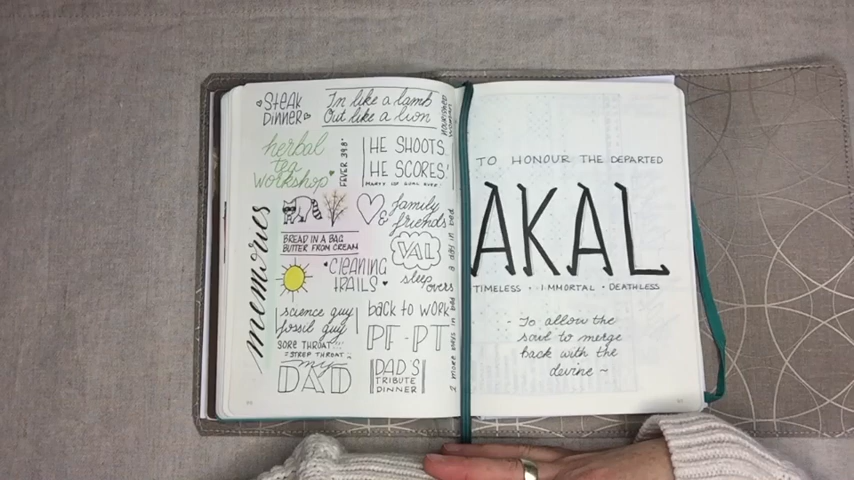 STEAK
DINNER
In like a lamb
Out like a lion
NOURISHED
WOMAN
herbal
tea
workshop
FEVER 39.8°
HE SHOOTS
HE SCORES!
memories
family
& friends
BREAD IN A BAG
BUTTER FROM CREAM
VAL
sleep
overs
CLEANING
TRAILS
science guy
fossil guy
back to work
PF - PT
SORE THROAT...
=STREP THROAT
my
DAD
DAD'S
TRIBUTE
DINNER
TO HONOUR THE DEPARTED
AKAL
TIMELESS • IMMORTAL • DEATHLESS
- To allow the
soul to merge
back with the
devine ~